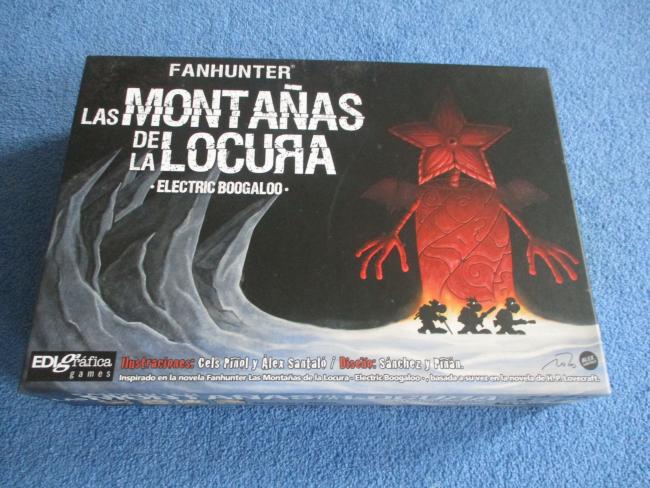 FANHUNTER
LAS MONTAÑAS
DE LA LOCURA
· ELECTRIC BOOGALOO ·
EDIgráfica
games
Ilustraciones: Cels Piñol y Álex Santaló / Diseño: Sánchez y Piñán.
Inspirado en la novela Fanhunter Las Montañas de la Locura - Electric Boogaloo -, basada a su vez en la novela de H. P. Lovecraft.